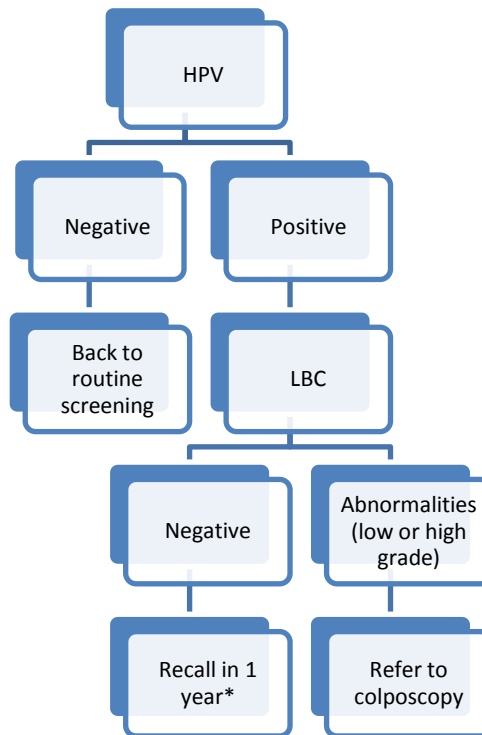 HPV
Negative
Positive
Back to
routine
screening
LBC
Negative
Abnormalities
(low or high
grade)
Recall in 1
year*
Refer to
colposcopy